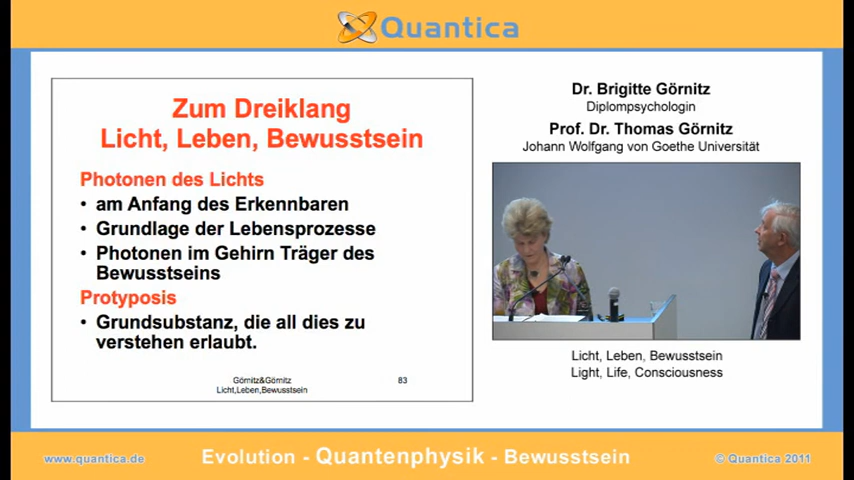 Quantica
Zum Dreiklang
Licht, Leben, Bewusstsein
Photonen des Lichts
• am Anfang des Erkennbaren
• Grundlage der Lebensprozesse
• Photonen im Gehirn Träger des
Bewusstseins
Protyposis
• Grundsubstanz, die all dies zu
verstehen erlaubt.
Görnitz&Görnitz
Licht,Leben,Bewusstsein
83
Dr. Brigitte Görnitz
Diplompsychologin
Prof. Dr. Thomas Görnitz
Johann Wolfgang von Goethe Universität
Licht, Leben, Bewusstsein
Light, Life, Consciousness
www.quantica.de
Evolution - Quantenphysik - Bewusstsein
© Quantica 2011